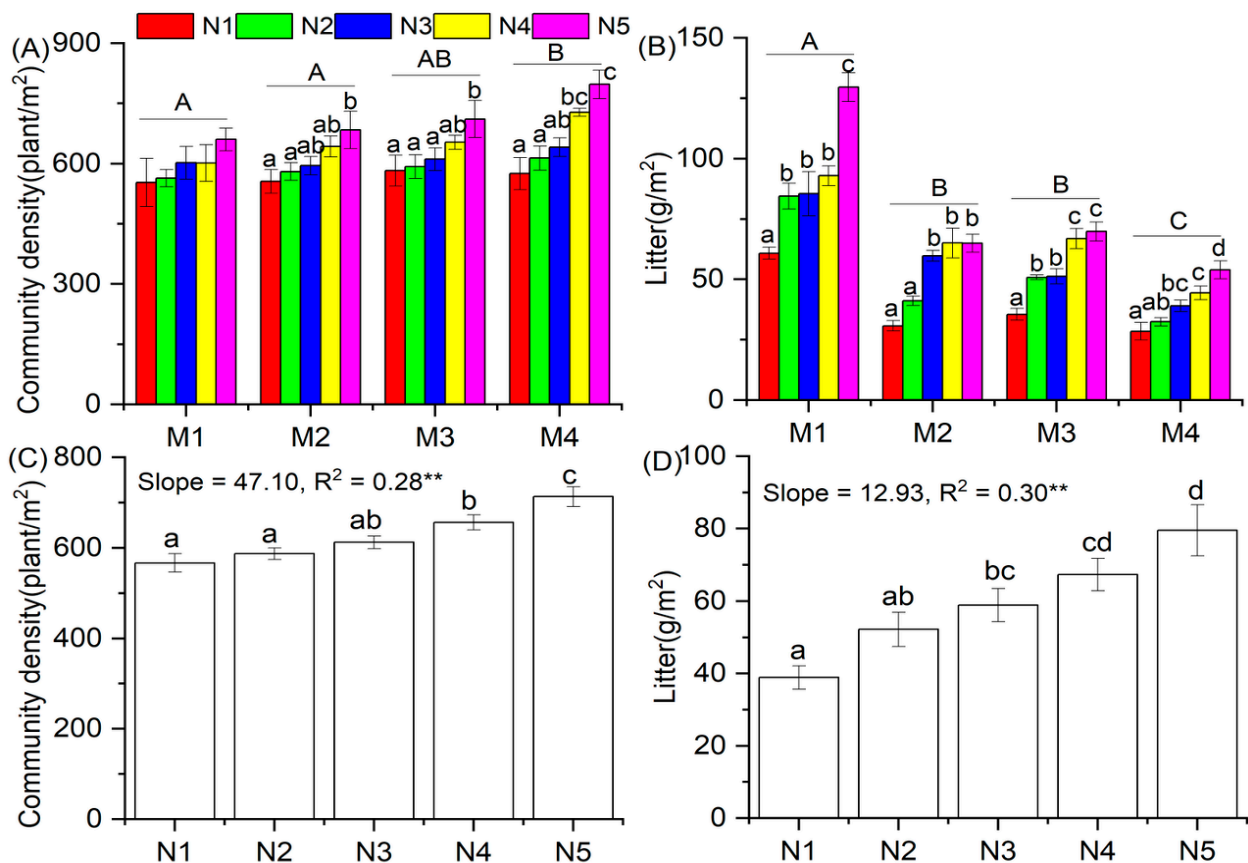 (A)
N1 N2 N3 N4 N5
Community density(plant/m²)
900
600
300
0
A A AB B
a a ab ab b
a a ab ab b
a a ab bc c
M1 M2 M3 M4
(B)
Litter(g/m²)
150
100
50
0
A B B C
a b b b c
a a b b b
a b b c c
a ab bc c d
M1 M2 M3 M4
(C)
Community density(plant/m²)
800
600
400
200
0
Slope = 47.10, R² = 0.28**
a a ab b c
N1 N2 N3 N4 N5
(D)
Litter(g/m²)
100
80
60
40
20
0
Slope = 12.93, R² = 0.30**
a ab bc cd d
N1 N2 N3 N4 N5